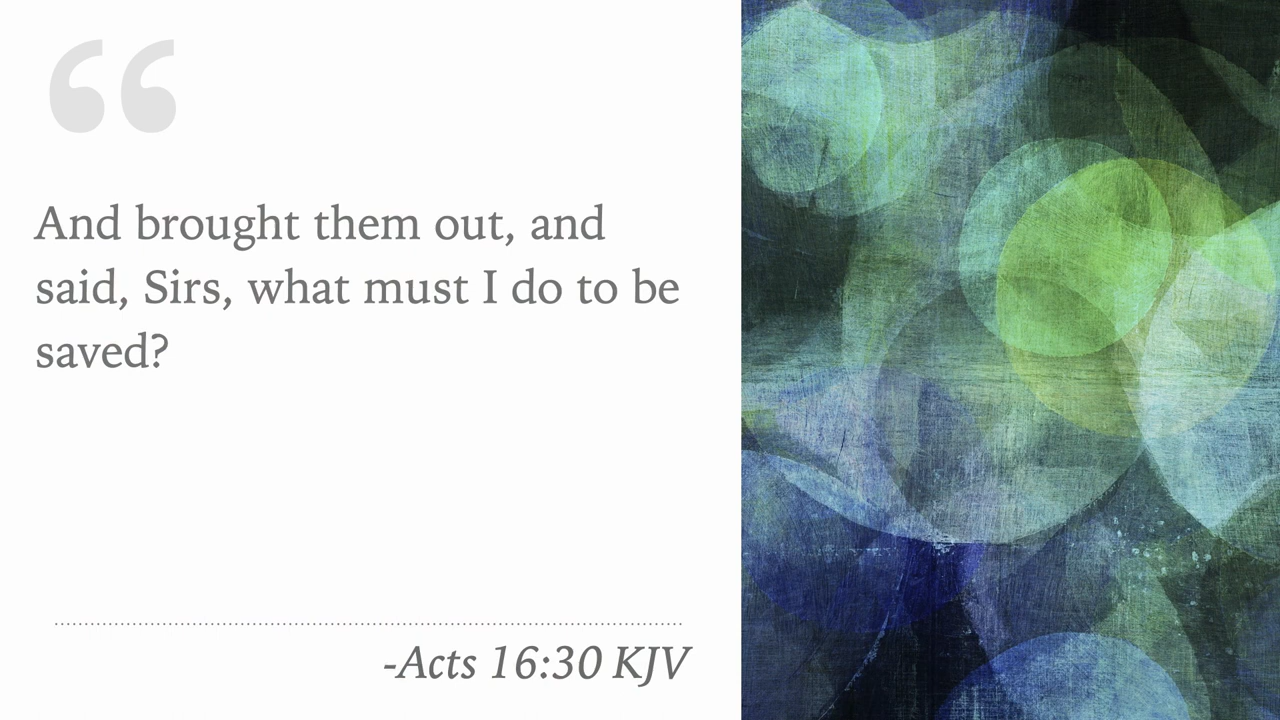 “
And brought them out, and
said, Sirs, what must I do to be
saved?
-Acts 16:30 KJV